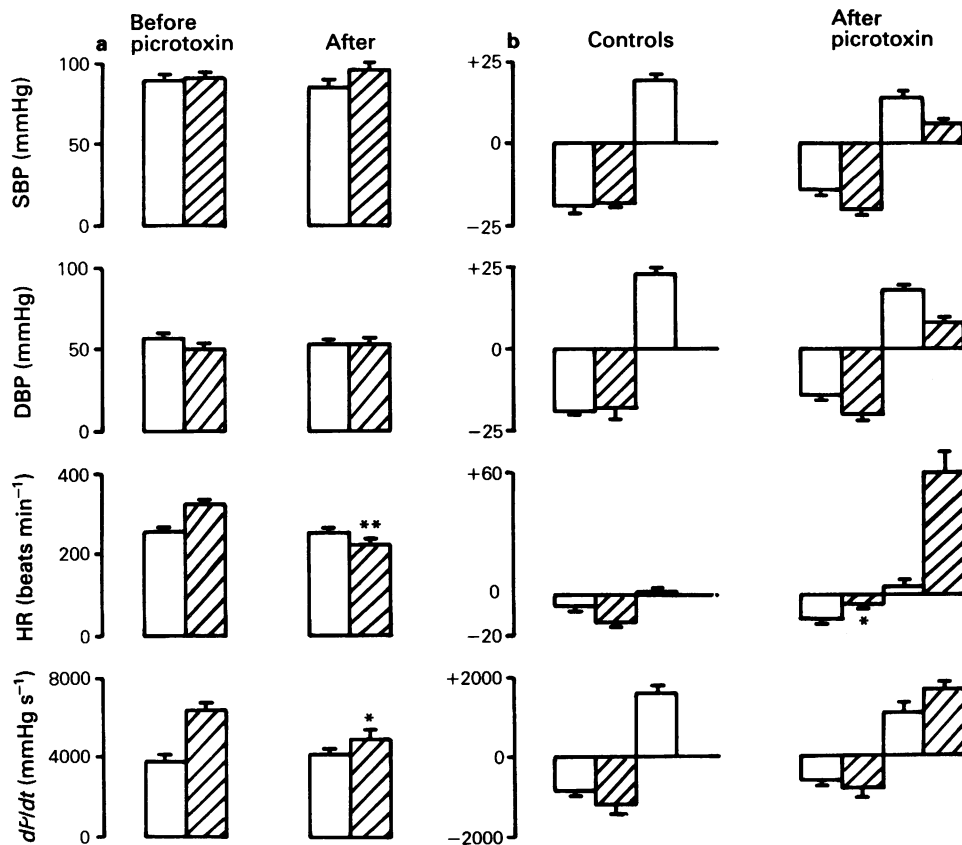 a
Before
picrotoxin
After
b
Controls
After
picrotoxin
SBP (mmHg)
100
50
0
+25
0
−25
DBP (mmHg)
100
50
0
+25
0
−25
HR (beats min⁻¹)
400
200
0
**
+60
0
−20
*
dP/dt (mmHg s⁻¹)
8000
4000
0
*
+2000
0
−2000